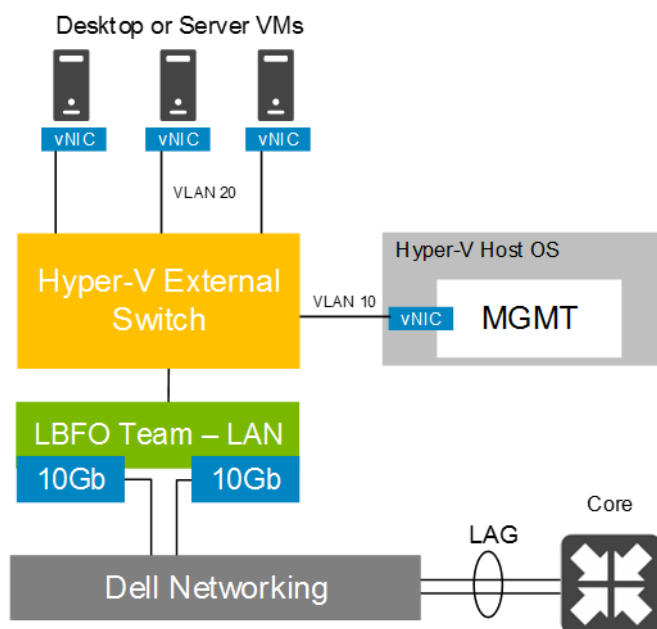 Desktop or Server VMs
vNIC
vNIC
vNIC
VLAN 20
Hyper-V External
Switch
VLAN 10
Hyper-V Host OS
vNIC
MGMT
LBFO Team – LAN
10Gb
10Gb
Dell Networking
LAG
Core